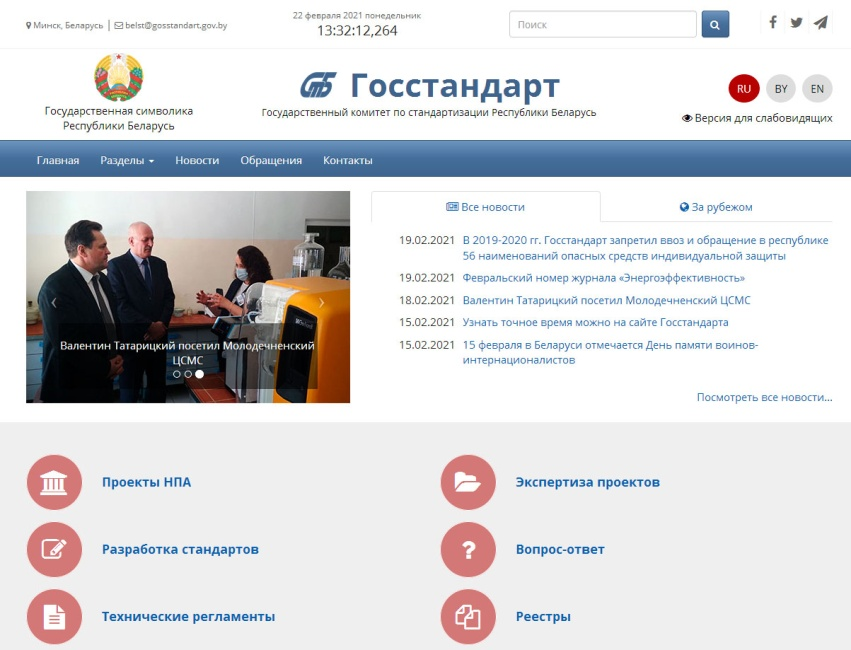 Минск, Беларусь | belst@gosstandart.gov.by
22 февраля 2021 понедельник
13:32:12,264
Поиск
Государственная символика
Республики Беларусь
СТБ Госстандарт
Государственный комитет по стандартизации Республики Беларусь
RU BY EN
Версия для слабовидящих
Главная Разделы Новости Обращения Контакты
Валентин Татарицкий посетил Молодечненский
ЦСМС
Все новости За рубежом
19.02.2021 В 2019-2020 гг. Госстандарт запретил ввоз и обращение в республике
56 наименований опасных средств индивидуальной защиты
19.02.2021 Февральский номер журнала «Энергоэффективность»
18.02.2021 Валентин Татарицкий посетил Молодечненский ЦСМС
15.02.2021 Узнать точное время можно на сайте Госстандарта
15.02.2021 15 февраля в Беларуси отмечается День памяти воинов-
интернационалистов
Посмотреть все новости...
Проекты НПА
Экспертиза проектов
Разработка стандартов
Вопрос-ответ
Технические регламенты
Реестры